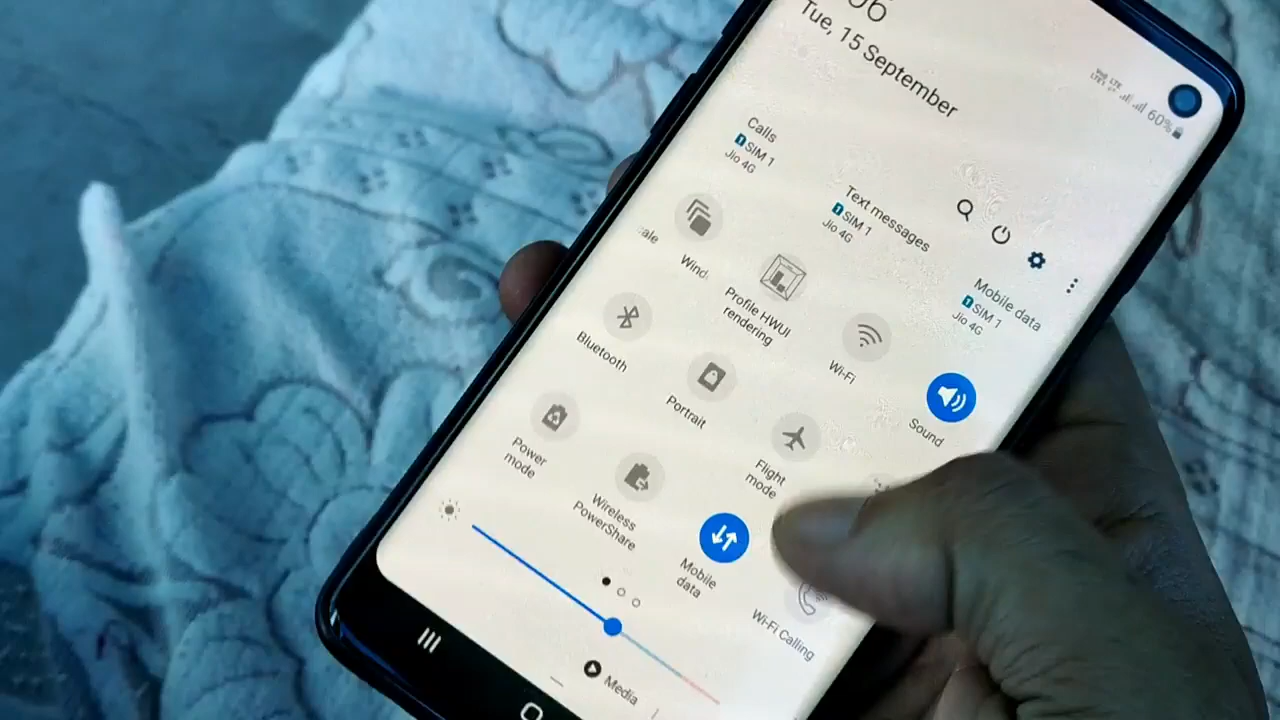 06
Tue, 15 September
60%
Calls
SIM 1
Jio 4G
Text messages
SIM 1
Jio 4G
Mobile data
SIM 1
Jio 4G
Wind
Profile HWUI
rendering
Wi-Fi
Sound
Bluetooth
Portrait
Flight
mode
Power
mode
Wireless
PowerShare
Mobile
data
Wi-Fi Calling
Media